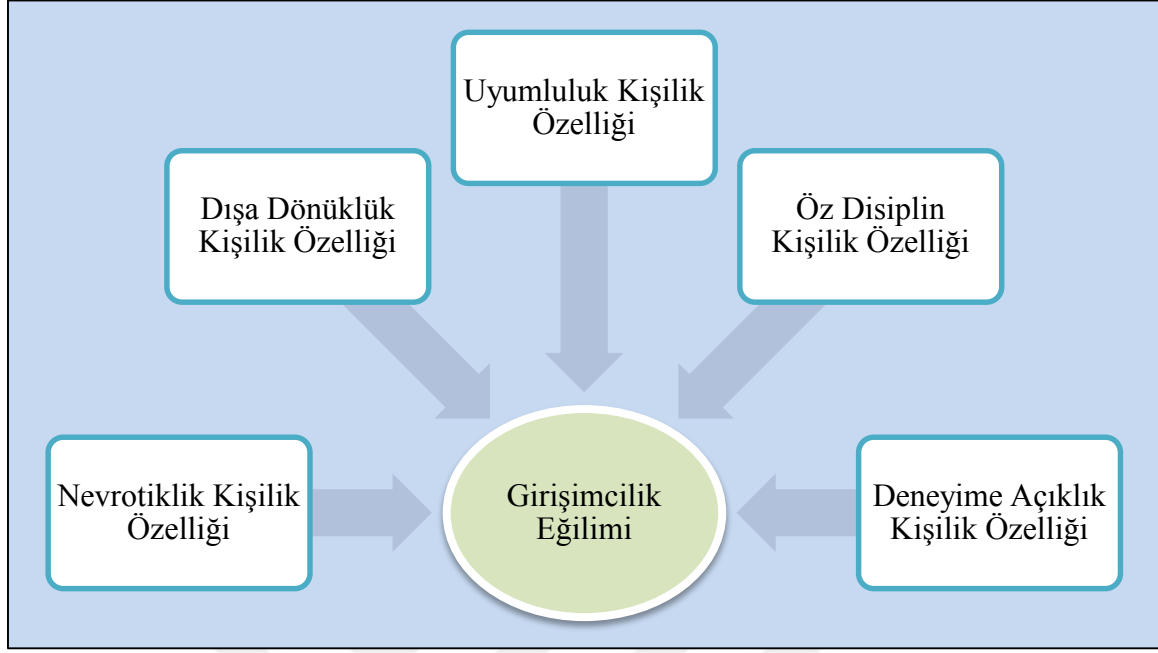 Uyumluluk Kişilik
Özelliği
Dışa Dönüklük
Kişilik Özelliği
Öz Disiplin
Kişilik Özelliği
Nevrotiklik Kişilik
Özelliği
Girişimcilik
Eğilimi
Deneyime Açıklık
Kişilik Özelliği